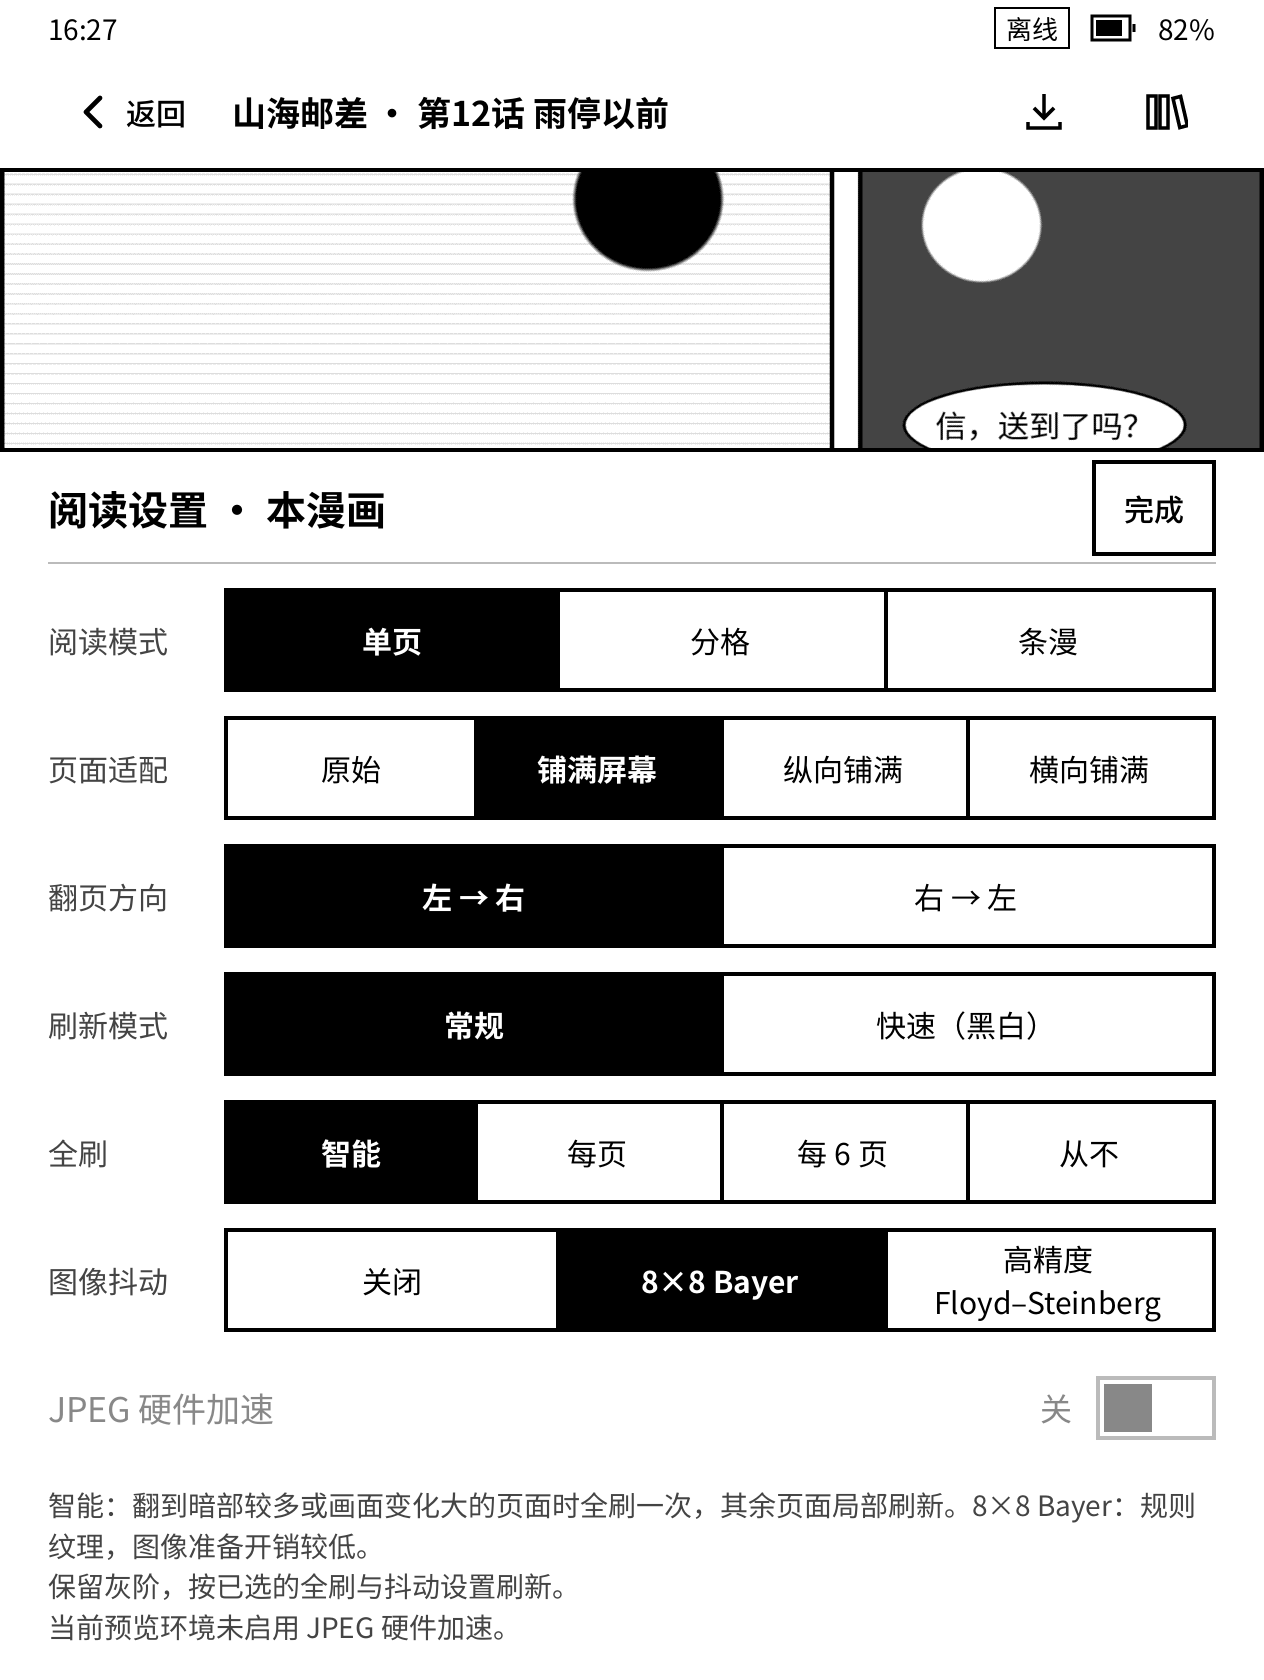 16:27 离线 82%
返回 山海邮差 · 第12话 雨停以前
信，送到了吗？
阅读设置 · 本漫画 完成
阅读模式 单页 分格 条漫
页面适配 原始 铺满屏幕 纵向铺满 横向铺满
翻页方向 左→右 右→左
刷新模式 常规 快速（黑白）
全刷 智能 每页 每 6 页 从不
图像抖动 关闭 8×8 Bayer 高精度
Floyd–Steinberg
JPEG 硬件加速 关
智能：翻到暗部较多或画面变化大的页面时全刷一次，其余页面局部刷新。8×8 Bayer：规则
纹理，图像准备开销较低。
保留灰阶，按已选的全刷与抖动设置刷新。
当前预览环境未启用 JPEG 硬件加速。